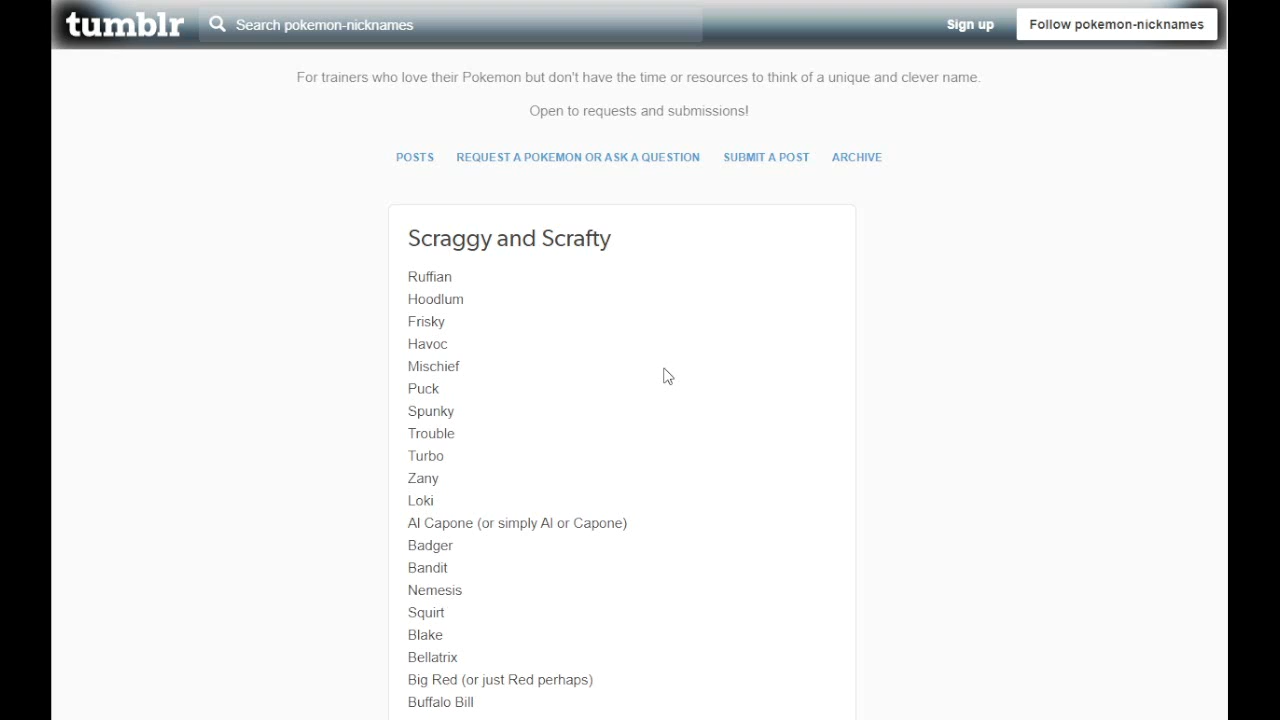 tumblr
Search pokemon-nicknames
Sign up
Follow pokemon-nicknames
For trainers who love their Pokemon but don't have the time or resources to think of a unique and clever name.
Open to requests and submissions!
POSTS
REQUEST A POKEMON OR ASK A QUESTION
SUBMIT A POST
ARCHIVE
Scraggy and Scrafty
Ruffian
Hoodlum
Frisky
Havoc
Mischief
Puck
Spunky
Trouble
Turbo
Zany
Loki
Al Capone (or simply Al or Capone)
Badger
Bandit
Nemesis
Squirt
Blake
Bellatrix
Big Red (or just Red perhaps)
Buffalo Bill